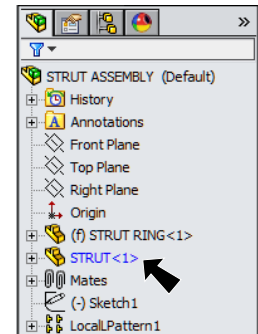 »
STRUT ASSEMBLY (Default)
History
A Annotations
Front Plane
Top Plane
Right Plane
Origin
(f) STRUT RING<1>
STRUT<1>
Mates
(-) Sketch1
LocalPattern1